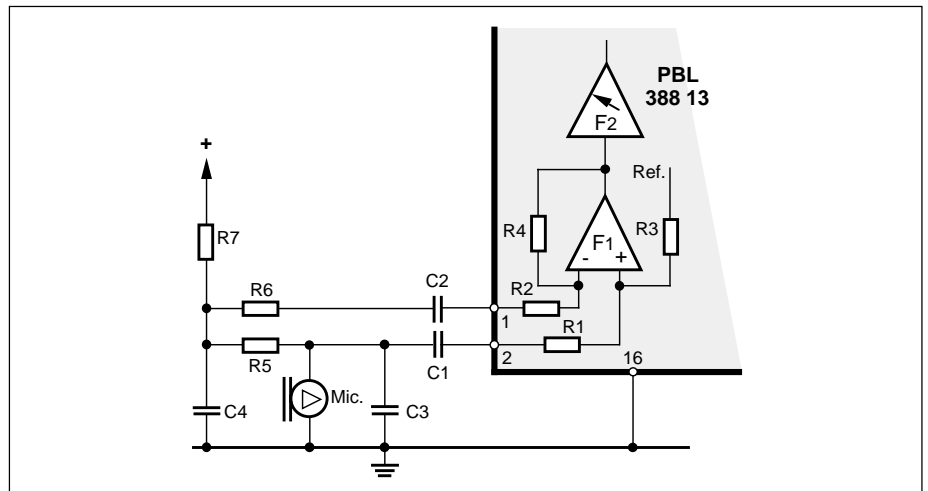 PBL
388 13
F2
+
Ref.
R7
R4
F1
R3
- +
C2
R6
R2
1
R1
R5
C1
2
16
C4
Mic.
C3